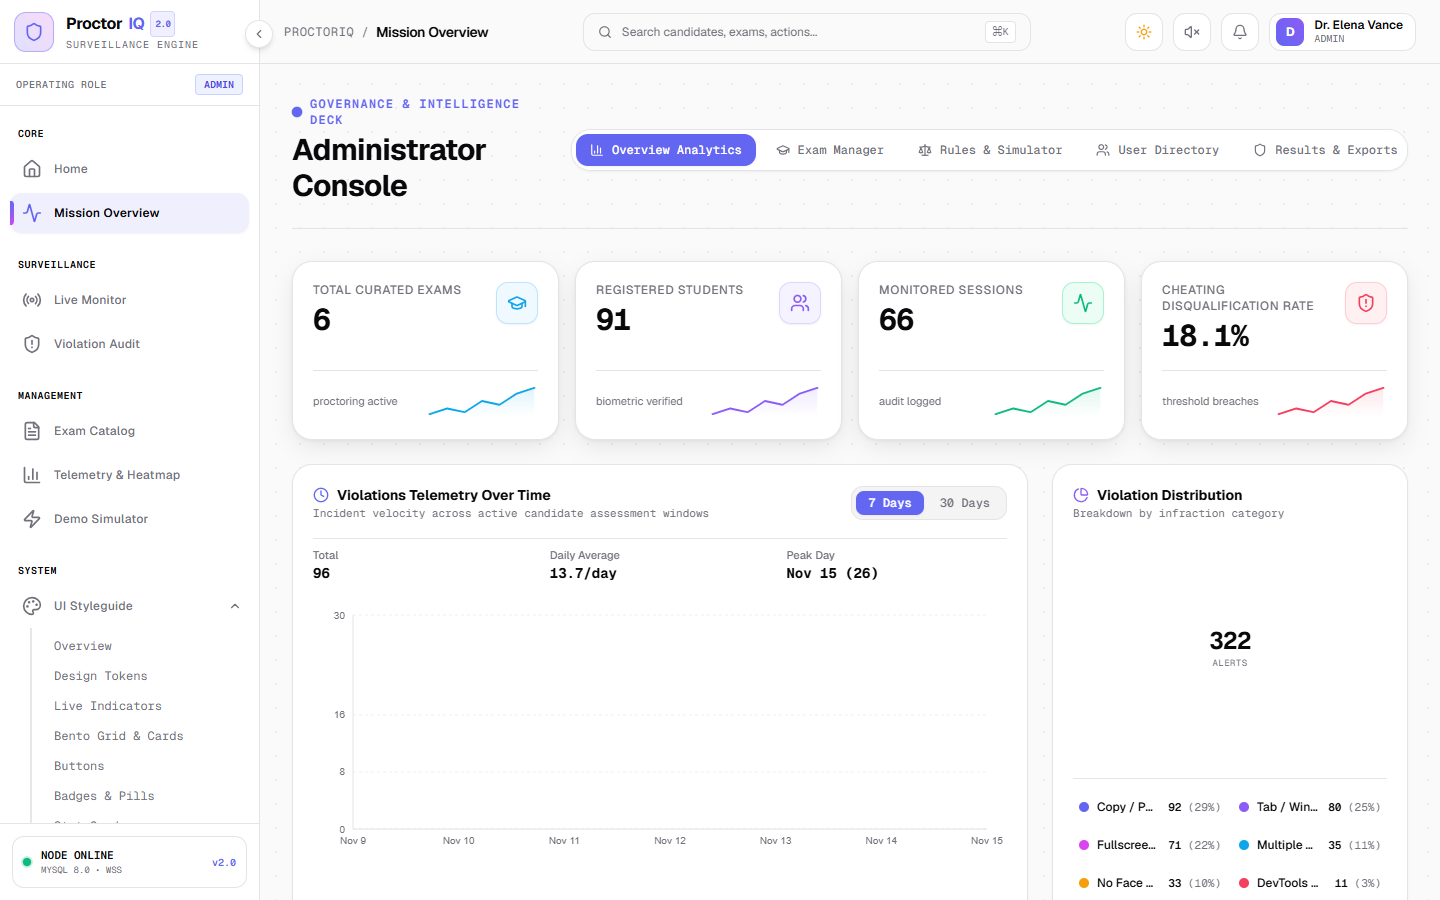 Proctor IQ 2.0
SURVEILLANCE ENGINE
OPERATING ROLE
ADMIN
CORE
Home
Mission Overview
SURVEILLANCE
Live Monitor
Violation Audit
MANAGEMENT
Exam Catalog
Telemetry & Heatmap
Demo Simulator
SYSTEM
UI Styleguide
Overview
Design Tokens
Live Indicators
Bento Grid & Cards
Buttons
Badges & Pills
NODE ONLINE
MYSQL 8.0 • WSS
v2.0
PROCTORIQ / Mission Overview
Search candidates, exams, actions...
⌘K
D
Dr. Elena Vance
ADMIN
GOVERNANCE & INTELLIGENCE
DECK
Administrator
Console
Overview Analytics
Exam Manager
Rules & Simulator
User Directory
Results & Exports
TOTAL CURATED EXAMS
6
proctoring active
REGISTERED STUDENTS
91
biometric verified
MONITORED SESSIONS
66
audit logged
CHEATING
DISQUALIFICATION RATE
18.1%
threshold breaches
Violations Telemetry Over Time
Incident velocity across active candidate assessment windows
7 Days
30 Days
Total
96
Daily Average
13.7/day
Peak Day
Nov 15 (26)
30
16
8
0
Nov 9
Nov 10
Nov 11
Nov 12
Nov 13
Nov 14
Nov 15
Violation Distribution
Breakdown by infraction category
322
ALERTS
Copy / P... 92 (29%)
Tab / Win... 80 (25%)
Fullscree... 71 (22%)
Multiple ... 35 (11%)
No Face ... 33 (10%)
DevTools ... 11 (3%)